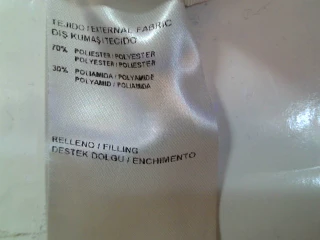 TEJIDO / EXTERNAL FABRIC
DIŞ KUMAŞ / TECIDO
70% POLIESTER / POLYESTER
POLYESTER / POLIESTER
30% POLIAMIDA / POLYAMIDE
POLYAMID / POLIAMIDA
RELLENO / FILLING
DESTEK DOLGU / ENCHIMENTO